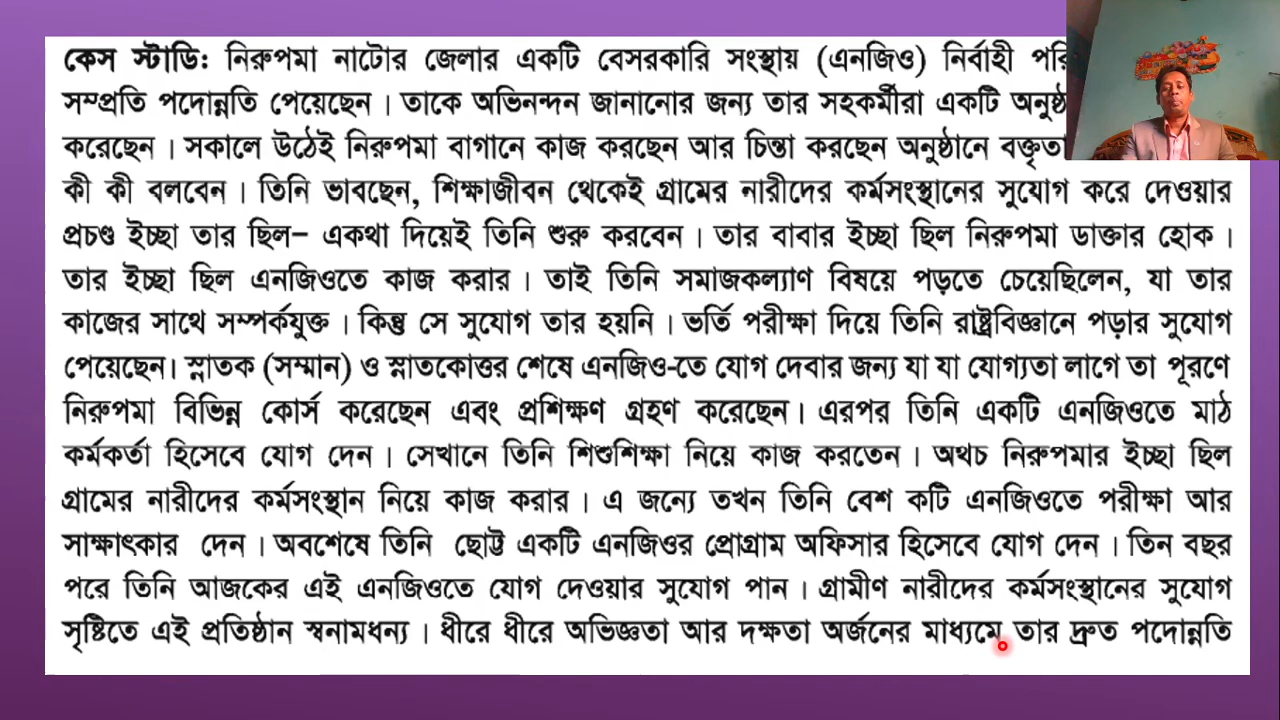 কেস স্টাডি: নিরুপমা নাটোর জেলার একটি বেসরকারি সংস্থায় (এনজিও) নির্বাহী
সম্প্রতি পদোন্নতি পেয়েছেন। তাকে অভিনন্দন জানানোর জন্য তার সহকর্মীরা একটি
করেছেন। সকালে উঠেই নিরুপমা বাগানে কাজ করছেন আর চিন্তা করছেন অনুষ্ঠানে
কী কী বলবেন। তিনি ভাবছেন, শিক্ষাজীবন থেকেই গ্রামের নারীদের কর্মসংস্থানের সুযোগ করে দেওয়ার
প্রচণ্ড ইচ্ছা তার ছিল– একথা দিয়েই তিনি শুরু করবেন। তার বাবার ইচ্ছা ছিল নিরুপমা ডাক্তার হোক।
তার ইচ্ছা ছিল এনজিওতে কাজ করার। তাই তিনি সমাজকল্যাণ বিষয়ে পড়তে চেয়েছিলেন, যা তার
কাজের সাথে সম্পর্কযুক্ত। কিন্তু সে সুযোগ তার হয়নি। ভর্তি পরীক্ষা দিয়ে তিনি রাষ্ট্রবিজ্ঞানে পড়ার সুযোগ
পেয়েছেন। স্নাতক (সম্মান) ও স্নাতকোত্তর শেষে এনজিও-তে যোগ দেবার জন্য যা যা যোগ্যতা লাগে তা পূরণে
নিরুপমা বিভিন্ন কোর্স করেছেন এবং প্রশিক্ষণ গ্রহণ করেছেন। এরপর তিনি একটি এনজিওতে মাঠ
কর্মকর্তা হিসেবে যোগ দেন। সেখানে তিনি শিশুশিক্ষা নিয়ে কাজ করতেন। অথচ নিরুপমার ইচ্ছা ছিল
গ্রামের নারীদের কর্মসংস্থান নিয়ে কাজ করার। এ জন্যে তখন তিনি বেশ কটি এনজিওতে পরীক্ষা আর
সাক্ষাৎকার দেন। অবশেষে তিনি ছোট্ট একটি এনজিওর প্রোগ্রাম অফিসার হিসেবে যোগ দেন। তিন বছর
পরে তিনি আজকের এই এনজিওতে যোগ দেওয়ার সুযোগ পান। গ্রামীণ নারীদের কর্মসংস্থানের সুযোগ
সৃষ্টিতে এই প্রতিষ্ঠান স্বনামধন্য। ধীরে ধীরে অভিজ্ঞতা আর দক্ষতা অর্জনের মাধ্যমে তার দ্রুত পদোন্নতি